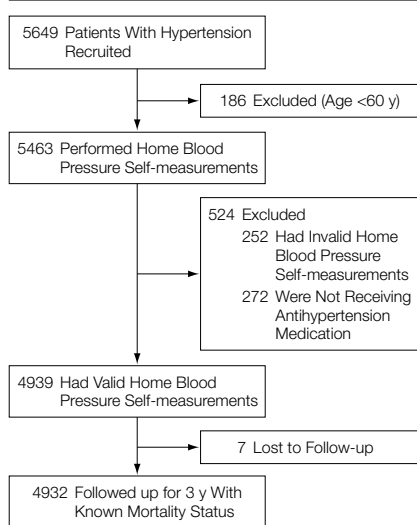 5649 Patients With Hypertension
Recruited
186 Excluded (Age <60 y)
5463 Performed Home Blood
Pressure Self-measurements
524 Excluded
252 Had Invalid Home
Blood Pressure
Self-measurements
272 Were Not Receiving
Antihypertension
Medication
4939 Had Valid Home Blood
Pressure Self-measurements
7 Lost to Follow-up
4932 Followed up for 3 y With
Known Mortality Status